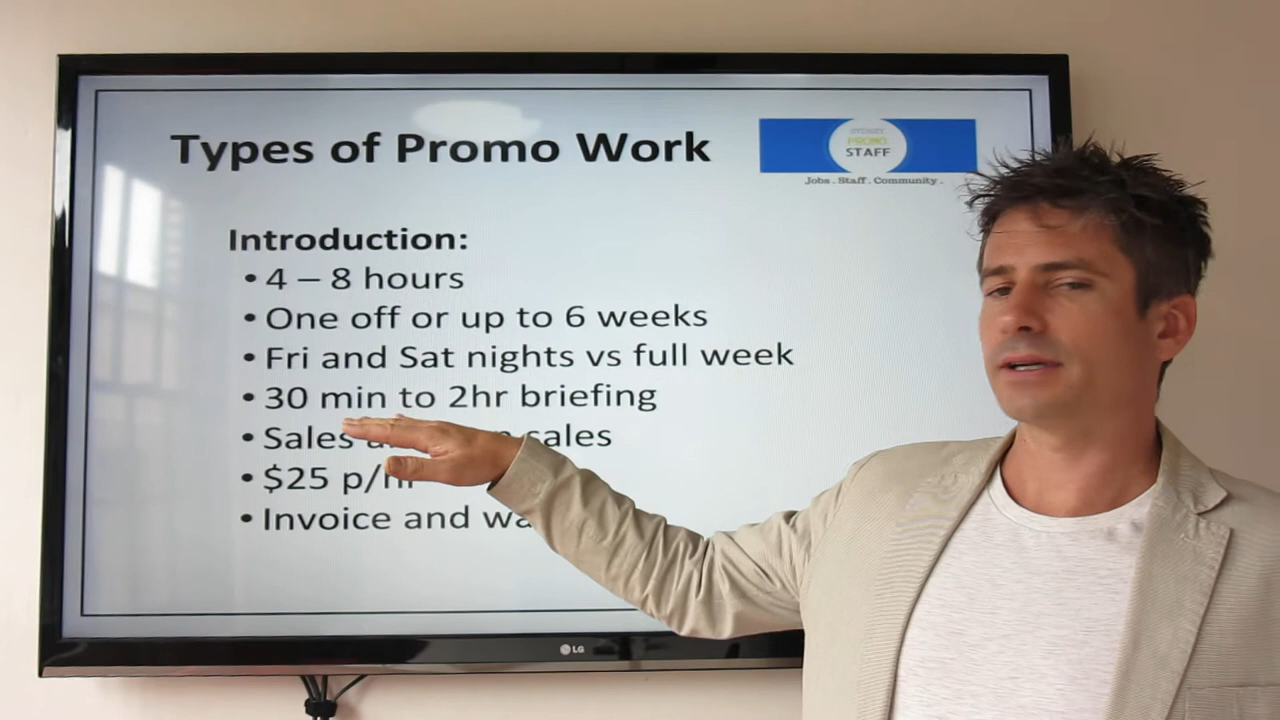 Types of Promo Work
SYDNEY
PROMO
STAFF
Jobs . Staff . Community .
Introduction:
• 4 – 8 hours
• One off or up to 6 weeks
• Fri and Sat nights vs full week
• 30 min to 2hr briefing
• Sales sales
• $25 p/hr
• Invoice and
LG